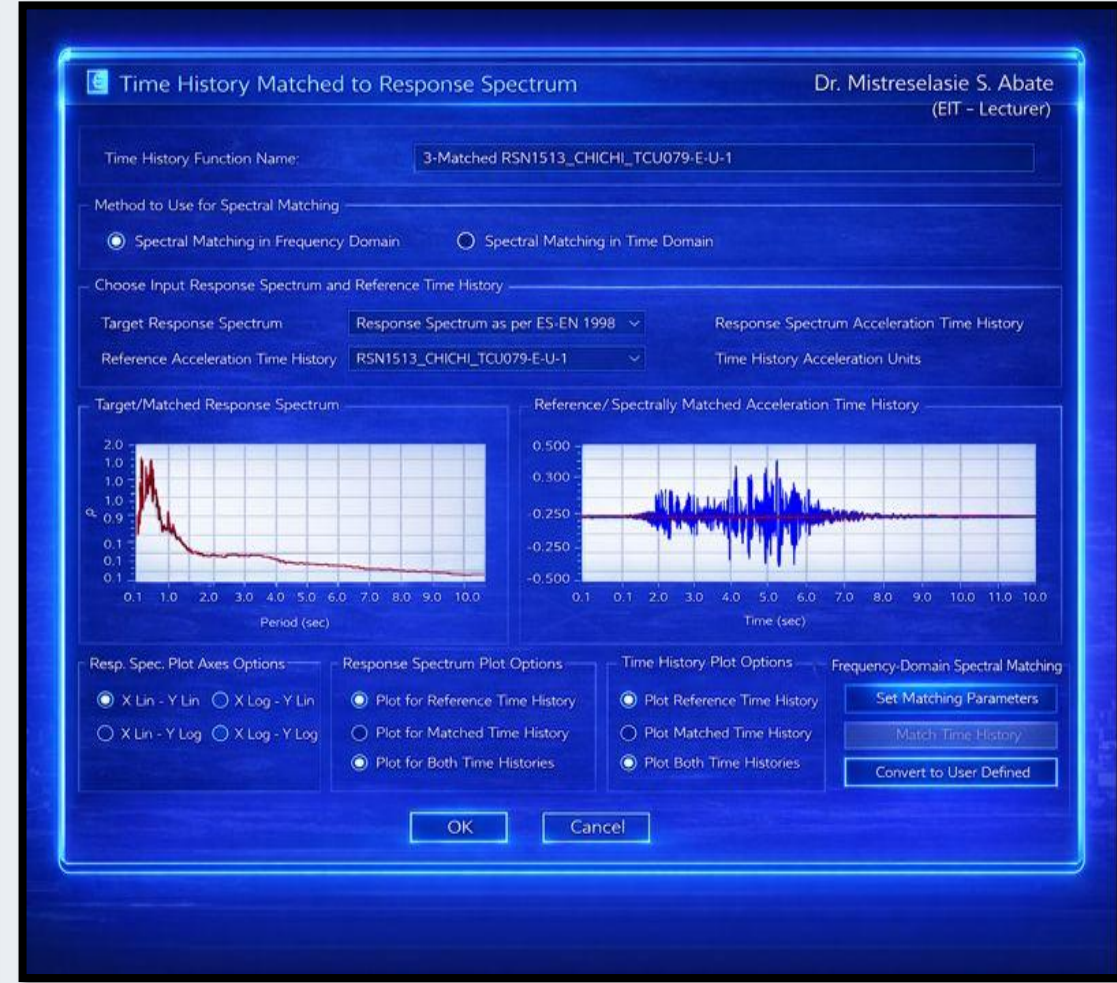 Time History Matched to Response Spectrum
Dr. Mistreselasie S. Abate
(EIT – Lecturer)
Time History Function Name: 3-Matched RSN1513_CHICHI_TCU079-E-U-1
Method to Use for Spectral Matching
Spectral Matching in Frequency Domain Spectral Matching in Time Domain
Choose Input Response Spectrum and Reference Time History
Target Response Spectrum Response Spectrum as per ES-EN 1998 Response Spectrum Acceleration Time History
Reference Acceleration Time History RSN1513_CHICHI_TCU079-E-U-1 Time History Acceleration Units
Target/Matched Response Spectrum
2.0
1.0
1.0
1.0
0.9
0.1
0.1
0.1
0.1 1.0 2.0 3.0 4.0 5.0 6.0 7.0 8.0 9.0 10.0
Period (sec)
Reference/Spectrally Matched Acceleration Time History
0.500
0.300
-0.250
-0.250
-0.500
0.1 0.1 2.0 3.0 4.0 5.0 6.0 7.0 8.0 9.0 10.0 11.0 10.0
Time (sec)
Resp. Spec. Plot Axes Options
X Lin - Y Lin X Log - Y Lin
X Lin - Y Log X Log - Y Log
Response Spectrum Plot Options
Plot for Reference Time History
Plot for Matched Time History
Plot for Both Time Histories
Time History Plot Options
Plot Reference Time History
Plot Matched Time History
Plot Both Time Histories
Frequency-Domain Spectral Matching
Set Matching Parameters
Match Time History
Convert to User Defined
OK Cancel